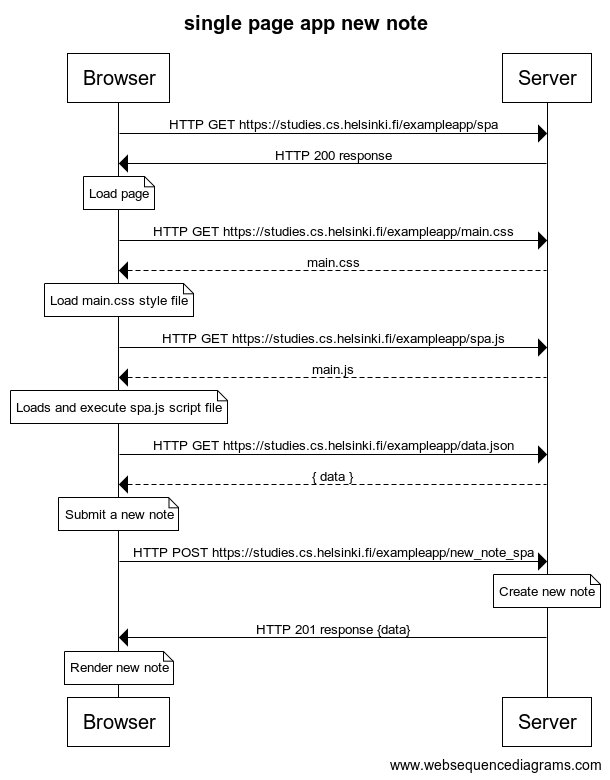 single page app new note
Browser Server
HTTP GET https://studies.cs.helsinki.fi/exampleapp/spa
HTTP 200 response
Load page
HTTP GET https://studies.cs.helsinki.fi/exampleapp/main.css
main.css
Load main.css style file
HTTP GET https://studies.cs.helsinki.fi/exampleapp/spa.js
main.js
Loads and execute spa.js script file
HTTP GET https://studies.cs.helsinki.fi/exampleapp/data.json
{ data }
Submit a new note
HTTP POST https://studies.cs.helsinki.fi/exampleapp/new_note_spa
Create new note
HTTP 201 response {data}
Render new note
Browser Server
www.websequencediagrams.com